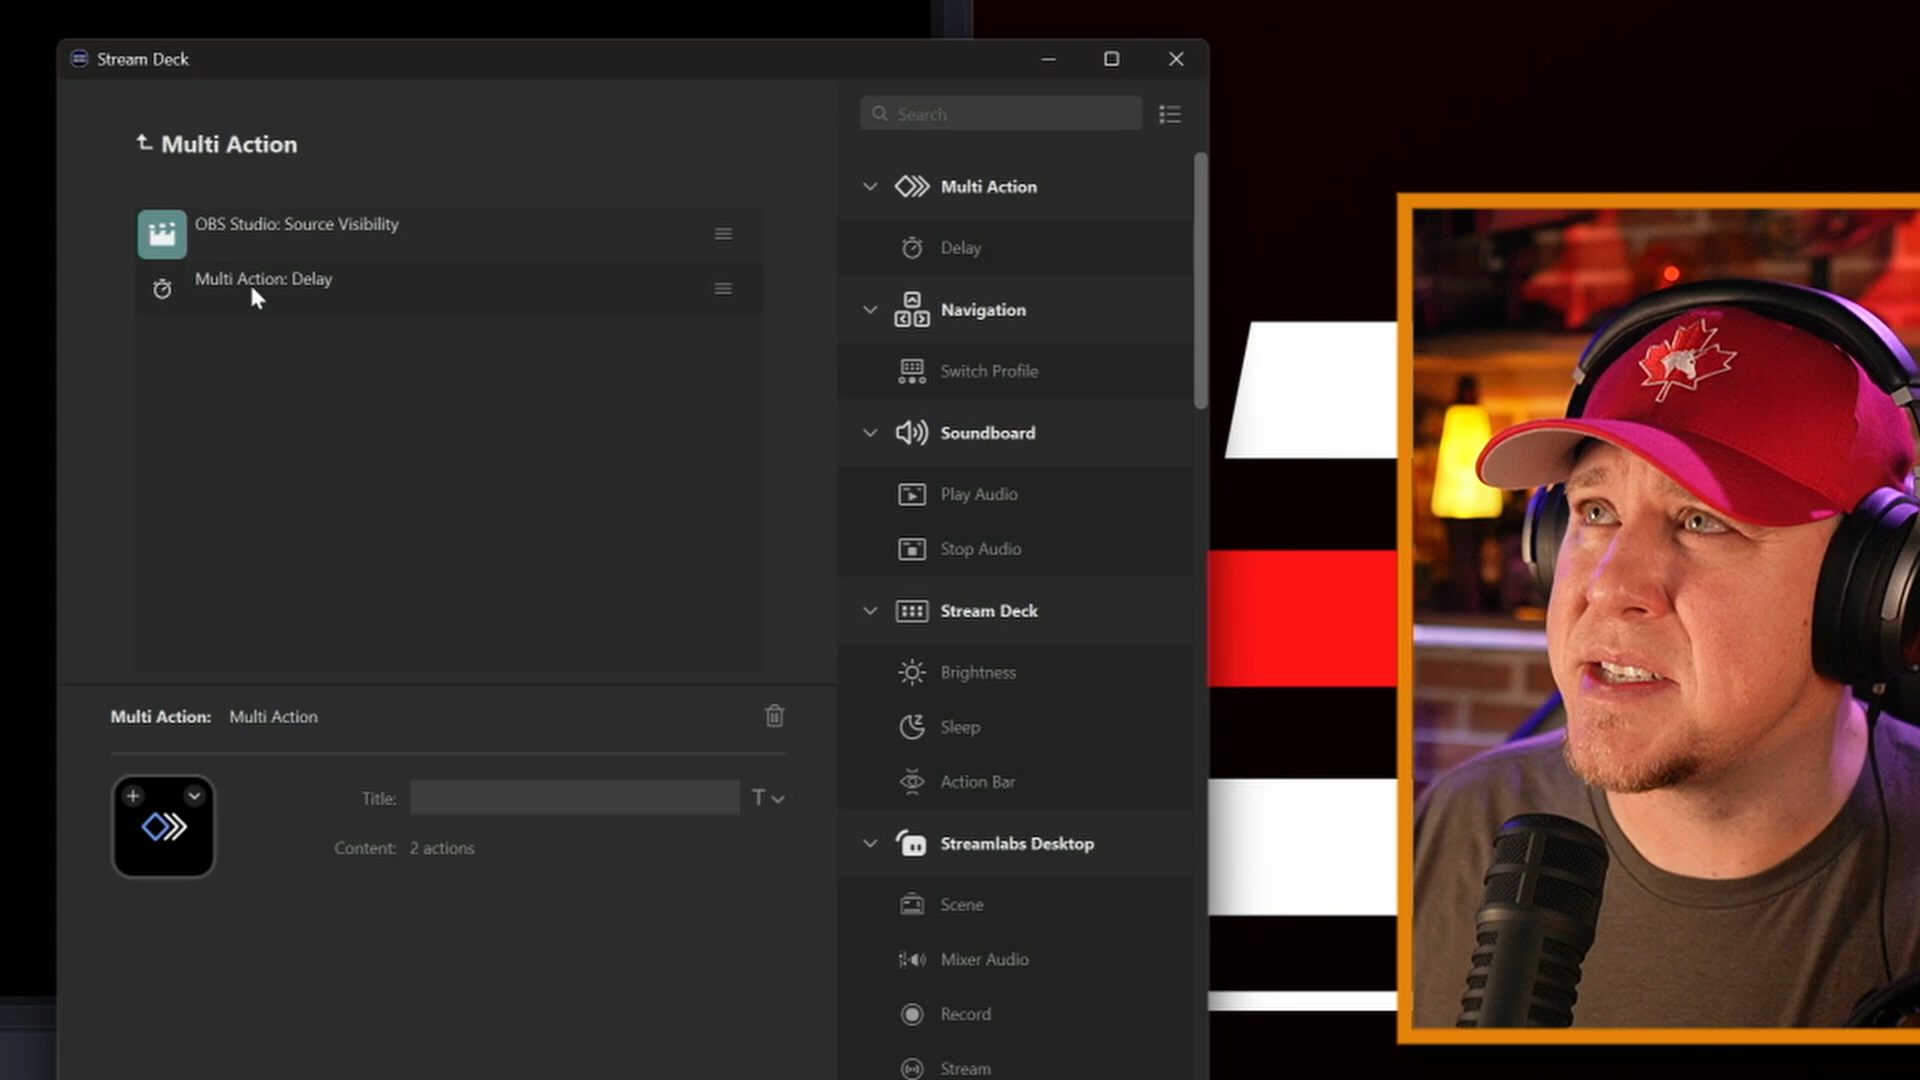 Stream Deck
Multi Action
OBS Studio: Source Visibility
Multi Action: Delay
Multi Action: Multi Action
Title:
T
Content: 2 actions
Search
Multi Action
Delay
Navigation
Switch Profile
Soundboard
Play Audio
Stop Audio
Stream Deck
Brightness
Sleep
Action Bar
Streamlabs Desktop
Scene
Mixer Audio
Record
Stream